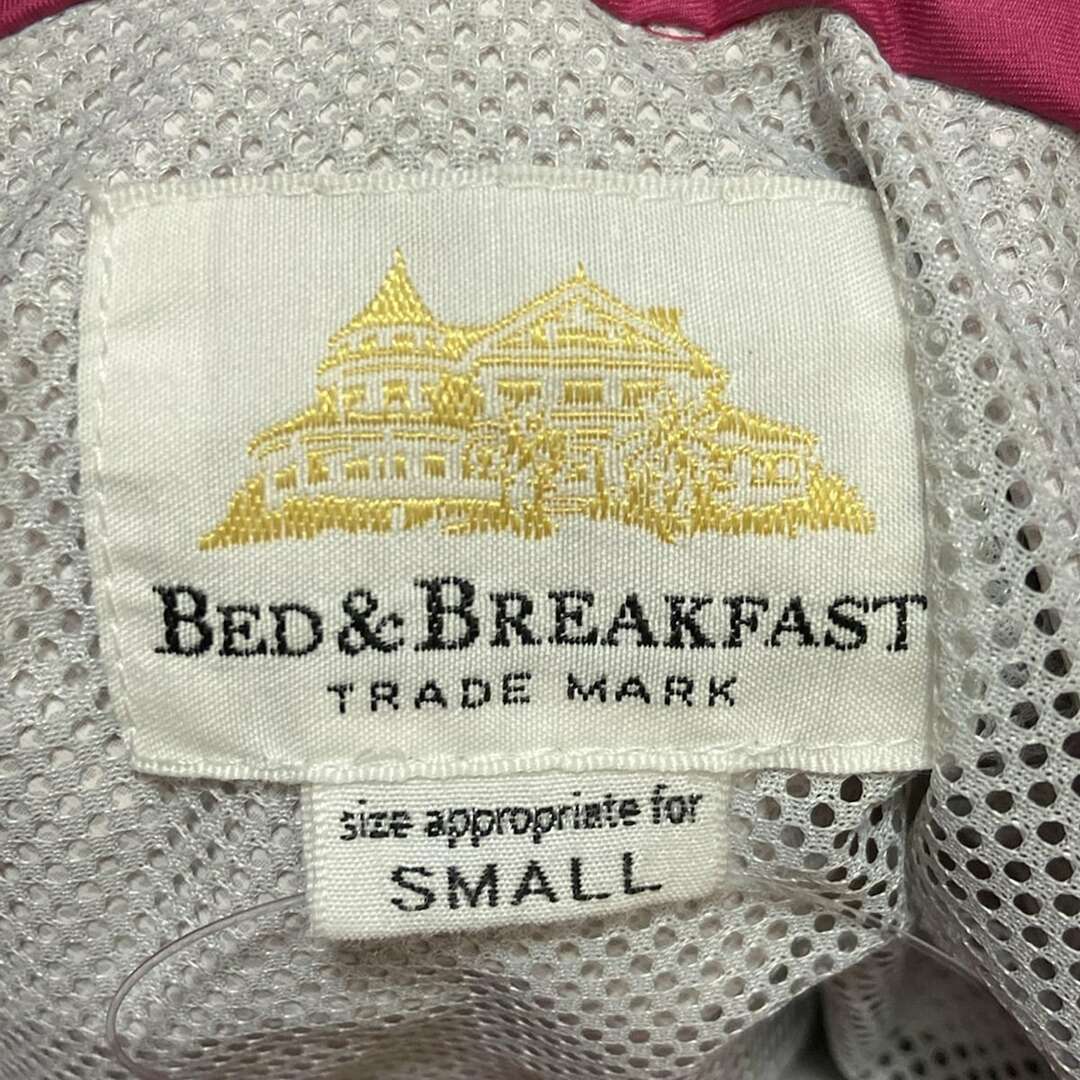 BED & BREAKFAST
TRADE MARK
size appropriate for
SMALL